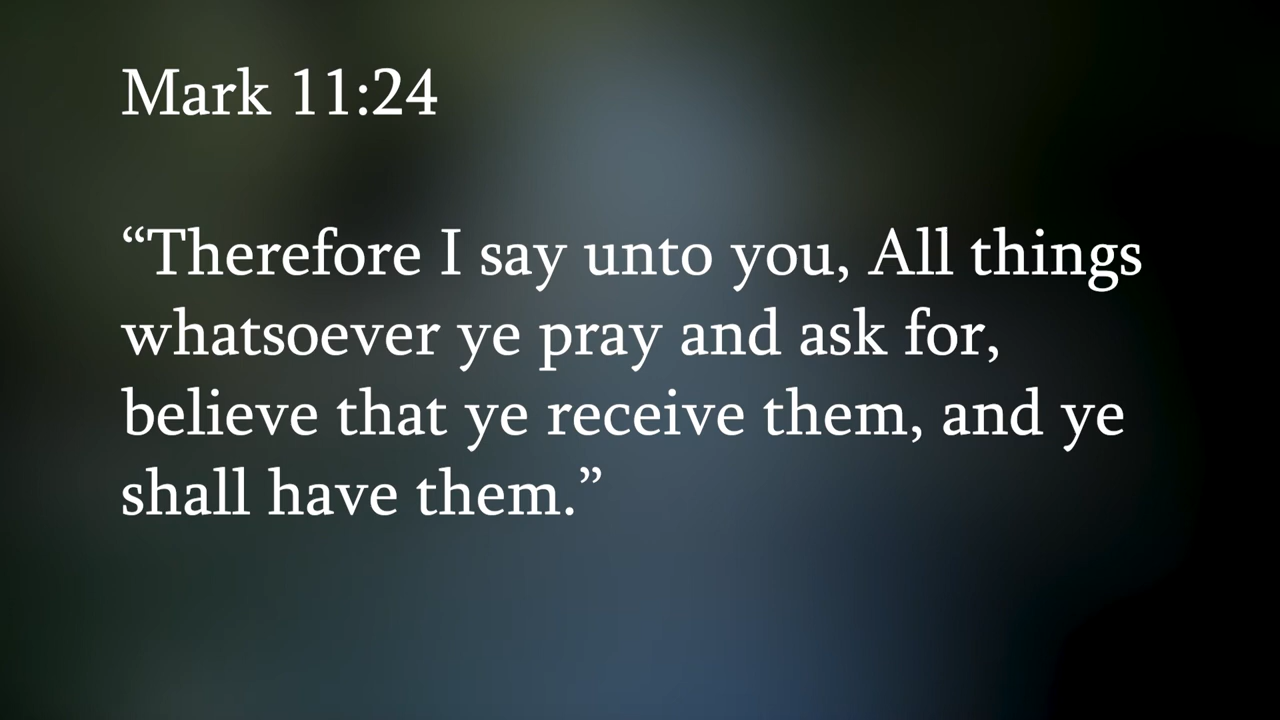 Mark 11:24
“Therefore I say unto you, All things
whatsoever ye pray and ask for,
believe that ye receive them, and ye
shall have them.”